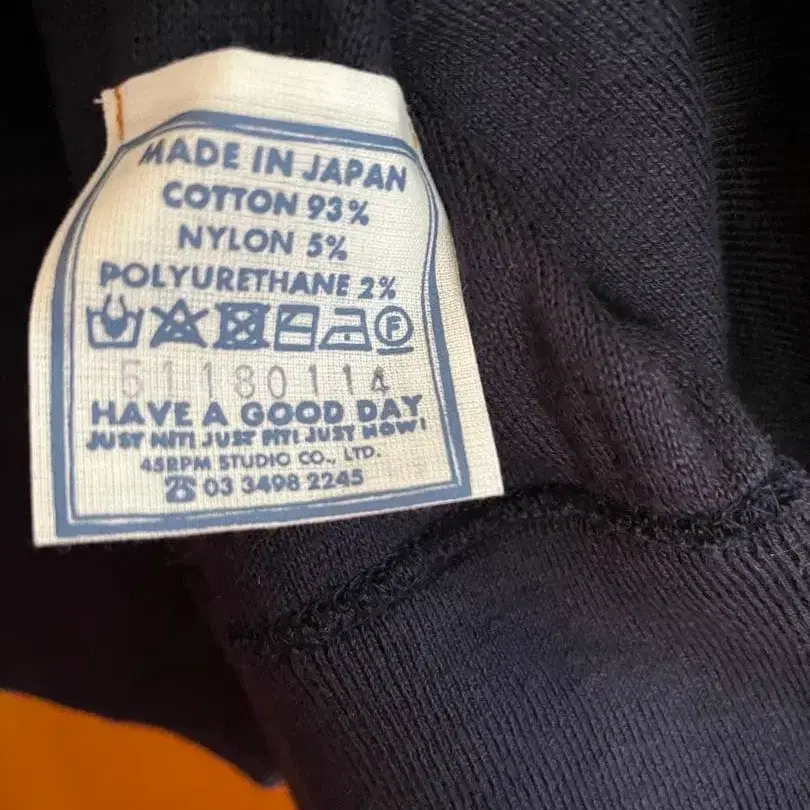 MADE IN JAPAN
COTTON 93%
NYLON 5%
POLYURETHANE 2%
F
51180114
HAVE A GOOD DAY
JUST HIT! JUST FIT! JUST NOW!
45RPM STUDIO CO., LTD.
☎ 03 3498 2245